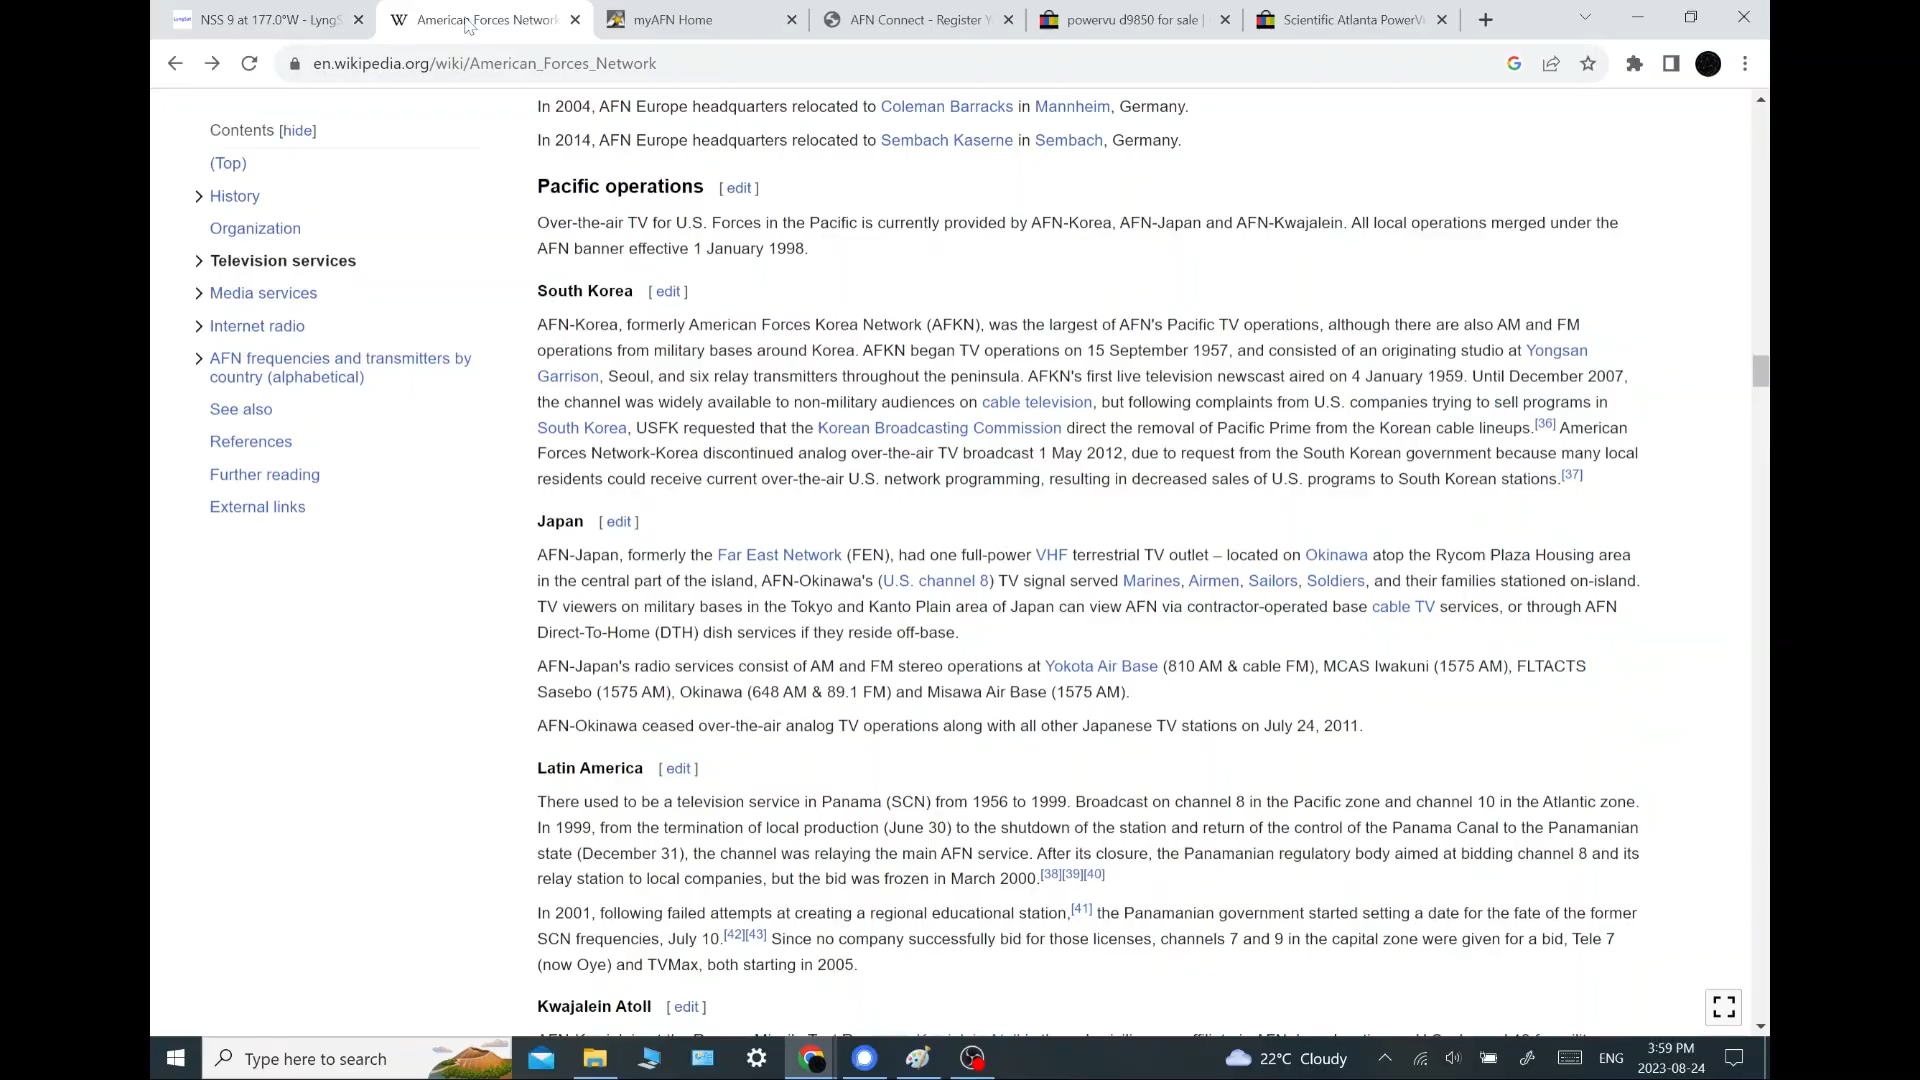 NSS 9 at 177.0°W - LyngS
American Forces Network
myAFN Home
AFN Connect - Register Y
powervu d9850 for sale |
Scientific Atlanta PowerV
en.wikipedia.org/wiki/American_Forces_Network
Contents [hide]
(Top)
History
Organization
Television services
Media services
Internet radio
AFN frequencies and transmitters by
country (alphabetical)
See also
References
Further reading
External links
In 2004, AFN Europe headquarters relocated to Coleman Barracks in Mannheim, Germany.
In 2014, AFN Europe headquarters relocated to Sembach Kaserne in Sembach, Germany.
Pacific operations [ edit ]
Over-the-air TV for U.S. Forces in the Pacific is currently provided by AFN-Korea, AFN-Japan and AFN-Kwajalein. All local operations merged under the
AFN banner effective 1 January 1998.
South Korea [ edit ]
AFN-Korea, formerly American Forces Korea Network (AFKN), was the largest of AFN's Pacific TV operations, although there are also AM and FM
operations from military bases around Korea. AFKN began TV operations on 15 September 1957, and consisted of an originating studio at Yongsan
Garrison, Seoul, and six relay transmitters throughout the peninsula. AFKN's first live television newscast aired on 4 January 1959. Until December 2007,
the channel was widely available to non-military audiences on cable television, but following complaints from U.S. companies trying to sell programs in
South Korea, USFK requested that the Korean Broadcasting Commission direct the removal of Pacific Prime from the Korean cable lineups.[36] American
Forces Network-Korea discontinued analog over-the-air TV broadcast 1 May 2012, due to request from the South Korean government because many local
residents could receive current over-the-air U.S. network programming, resulting in decreased sales of U.S. programs to South Korean stations.[37]
Japan [ edit ]
AFN-Japan, formerly the Far East Network (FEN), had one full-power VHF terrestrial TV outlet – located on Okinawa atop the Rycom Plaza Housing area
in the central part of the island, AFN-Okinawa's (U.S. channel 8) TV signal served Marines, Airmen, Sailors, Soldiers, and their families stationed on-island.
TV viewers on military bases in the Tokyo and Kanto Plain area of Japan can view AFN via contractor-operated base cable TV services, or through AFN
Direct-To-Home (DTH) dish services if they reside off-base.
AFN-Japan's radio services consist of AM and FM stereo operations at Yokota Air Base (810 AM & cable FM), MCAS Iwakuni (1575 AM), FLTACTS
Sasebo (1575 AM), Okinawa (648 AM & 89.1 FM) and Misawa Air Base (1575 AM).
AFN-Okinawa ceased over-the-air analog TV operations along with all other Japanese TV stations on July 24, 2011.
Latin America [ edit ]
There used to be a television service in Panama (SCN) from 1956 to 1999. Broadcast on channel 8 in the Pacific zone and channel 10 in the Atlantic zone.
In 1999, from the termination of local production (June 30) to the shutdown of the station and return of the control of the Panama Canal to the Panamanian
state (December 31), the channel was relaying the main AFN service. After its closure, the Panamanian regulatory body aimed at bidding channel 8 and its
relay station to local companies, but the bid was frozen in March 2000.[38][39][40]
In 2001, following failed attempts at creating a regional educational station,[41] the Panamanian government started setting a date for the fate of the former
SCN frequencies, July 10.[42][43] Since no company successfully bid for those licenses, channels 7 and 9 in the capital zone were given for a bid, Tele 7
(now Oye) and TVMax, both starting in 2005.
Kwajalein Atoll [ edit ]
Type here to search
22°C Cloudy
ENG
3:59 PM
2023-08-24